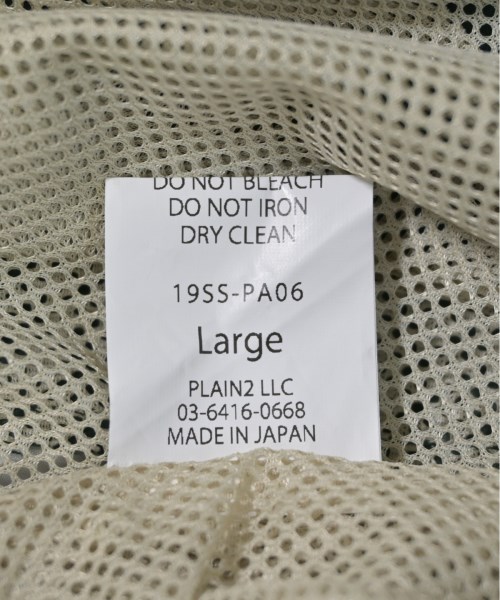 DO NOT BLEACH
DO NOT IRON
DRY CLEAN
19SS-PA06
Large
PLAIN2 LLC
03-6416-0668
MADE IN JAPAN